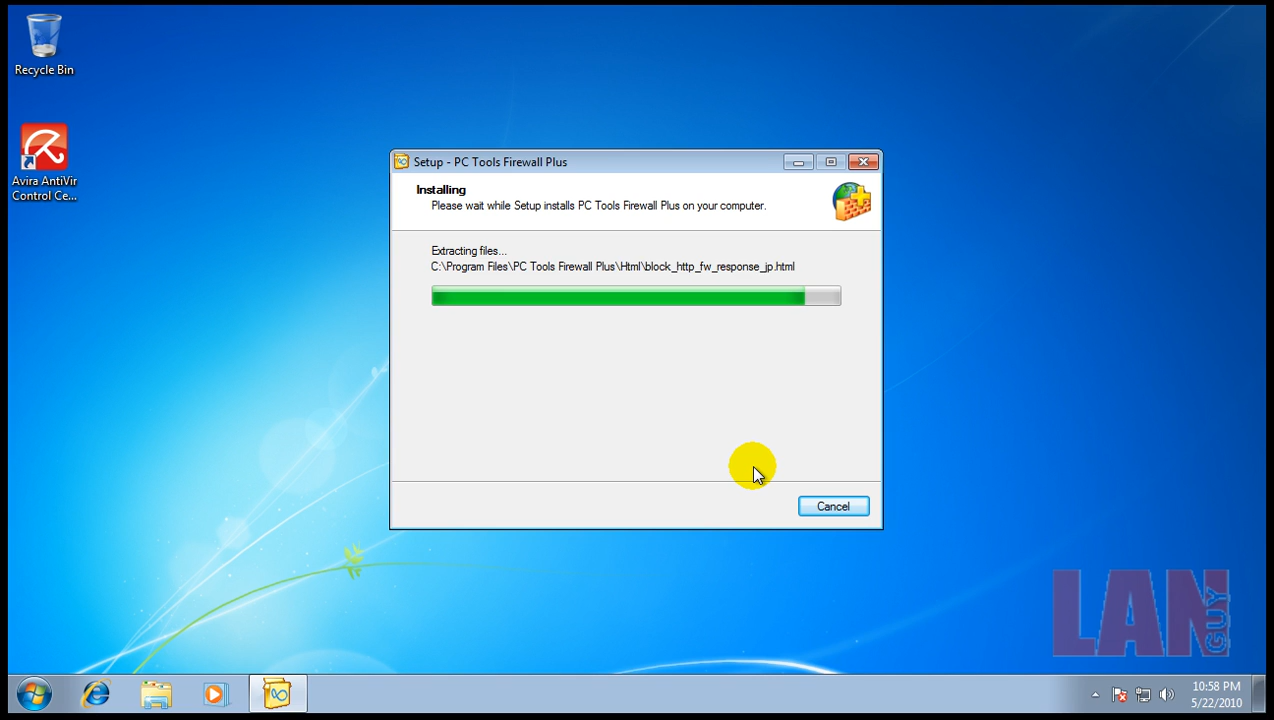 Recycle Bin
Avira AntiVir
Control Ce...
Setup - PC Tools Firewall Plus
Installing
Please wait while Setup installs PC Tools Firewall Plus on your computer.
Extracting files...
C:\Program Files\PC Tools Firewall Plus\Html\block_http_fw_response_jp.html
Cancel
LAN
GUY
10:58 PM
5/22/2010